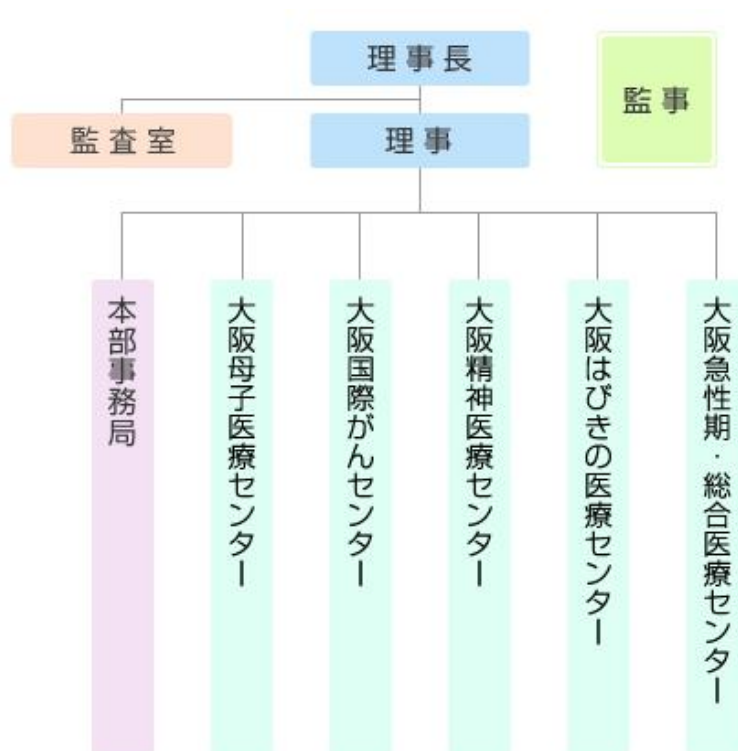 理事長
監事
監査室
理事
本部事務局
大阪母子医療センター
大阪国際がんセンター
大阪精神医療センター
大阪はびきの医療センター
大阪急性期・総合医療センター